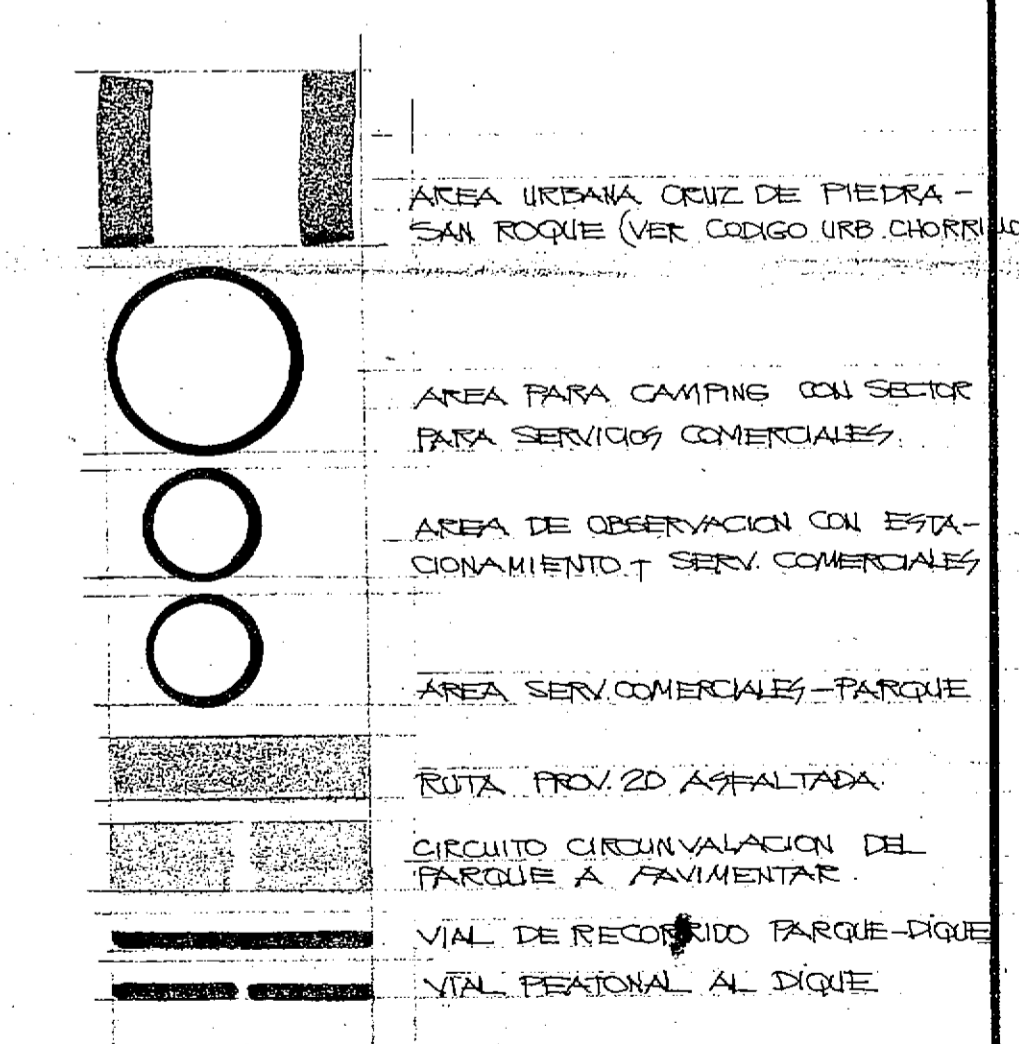 AREA URBANA CRUZ DE PIEDRA -
SAN ROQUE (VER CODIGO URB. CHORRILLO
AREA PARA CAMPING CON SECTOR
PARA SERVICIOS COMERCIALES.
AREA DE OBSERVACION CON ESTA-
CIONAMIENTO + SERV. COMERCIALES
AREA SERV. COMERCIALES - PARQUE
RUTA PROV. 20 ASFALTADA.
CIRCUITO CIRCUNVALACION DEL
PARQUE A PAVIMENTAR.
VIAL DE RECORRIDO PARQUE-DIQUE
VIAL PEATONAL AL DIQUE